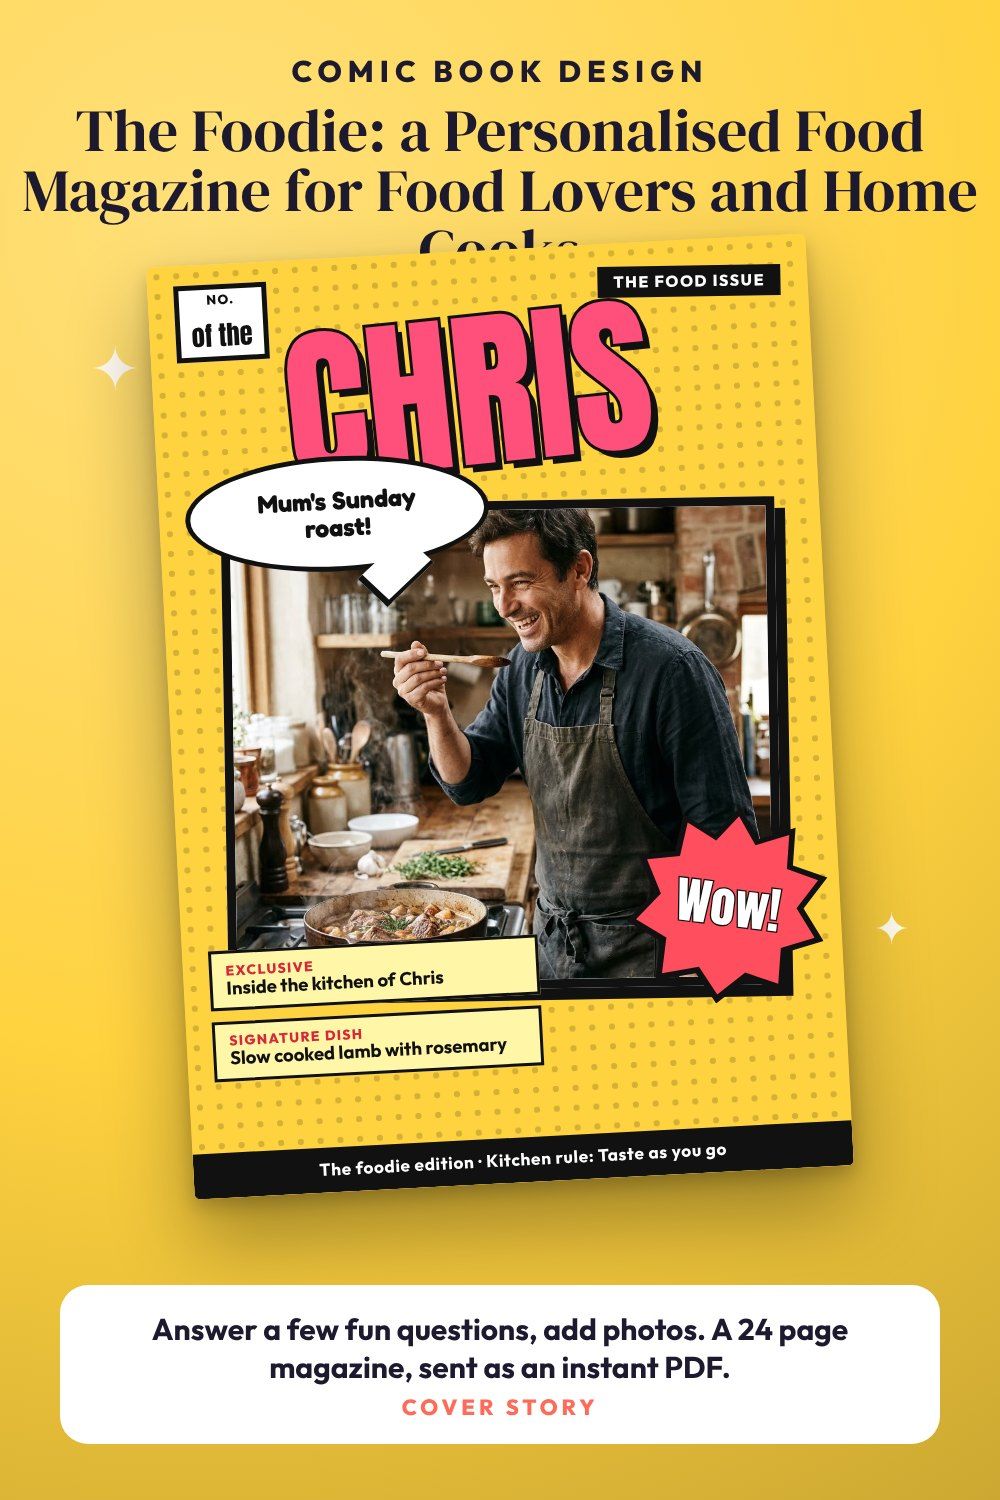 COMIC BOOK DESIGN
The Foodie: a Personalised Food
Magazine for Food Lovers and Home
Cooks
NO.
of the
THE FOOD ISSUE
CHRIS
Mum's Sunday
roast!
Wow!
EXCLUSIVE
Inside the kitchen of Chris
SIGNATURE DISH
Slow cooked lamb with rosemary
The foodie edition · Kitchen rule: Taste as you go
Answer a few fun questions, add photos. A 24 page
magazine, sent as an instant PDF.
COVER STORY